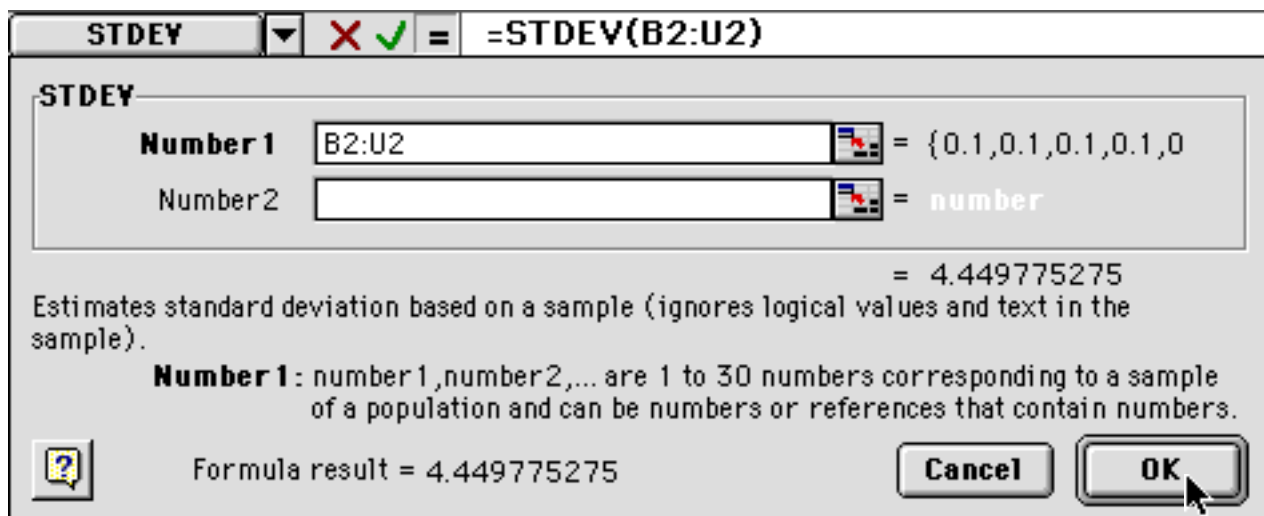 STDEV = =STDEV(B2:U2)
STDEV
Number1 B2:U2 = {0.1,0.1,0.1,0.1,0
Number2 = number
= 4.449775275
Estimates standard deviation based on a sample (ignores logical values and text in the
sample).
Number1: number1,number2,... are 1 to 30 numbers corresponding to a sample
of a population and can be numbers or references that contain numbers.
? Formula result = 4.449775275 Cancel OK